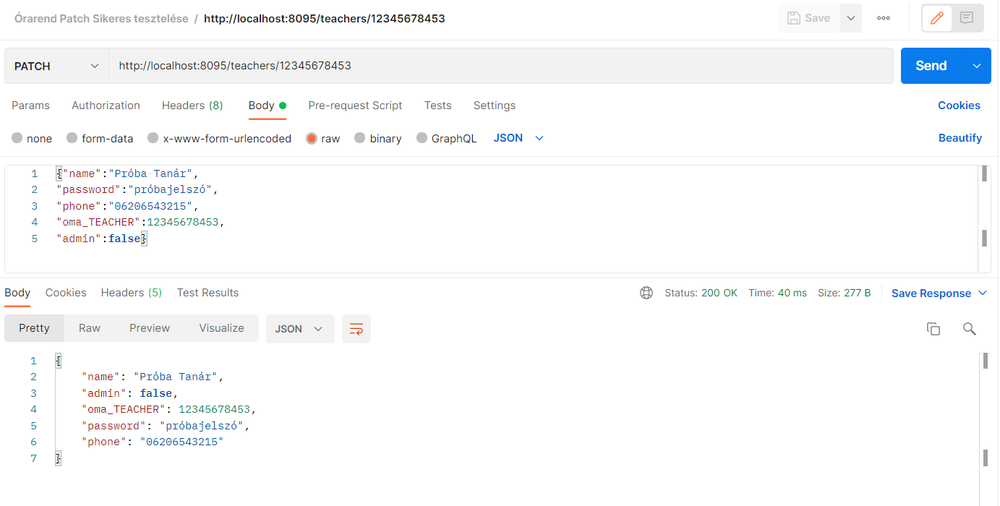 Órarend Patch Sikeres tesztelése / http://localhost:8095/teachers/12345678453
Save
PATCH http://localhost:8095/teachers/12345678453 Send
Params Authorization Headers (8) Body Pre-request Script Tests Settings Cookies
none form-data x-www-form-urlencoded raw binary GraphQL JSON Beautify
1 {"name":"Próba Tanár",
2 "password":"próbajelszó",
3 "phone":"06206543215",
4 "oma_TEACHER":12345678453,
5 "admin":false}
Body Cookies Headers (5) Test Results Status: 200 OK Time: 40 ms Size: 277 B Save Response
Pretty Raw Preview Visualize JSON
1 {
2 "name": "Próba Tanár",
3 "admin": false,
4 "oma_TEACHER": 12345678453,
5 "password": "próbajelszó",
6 "phone": "06206543215"
7 }